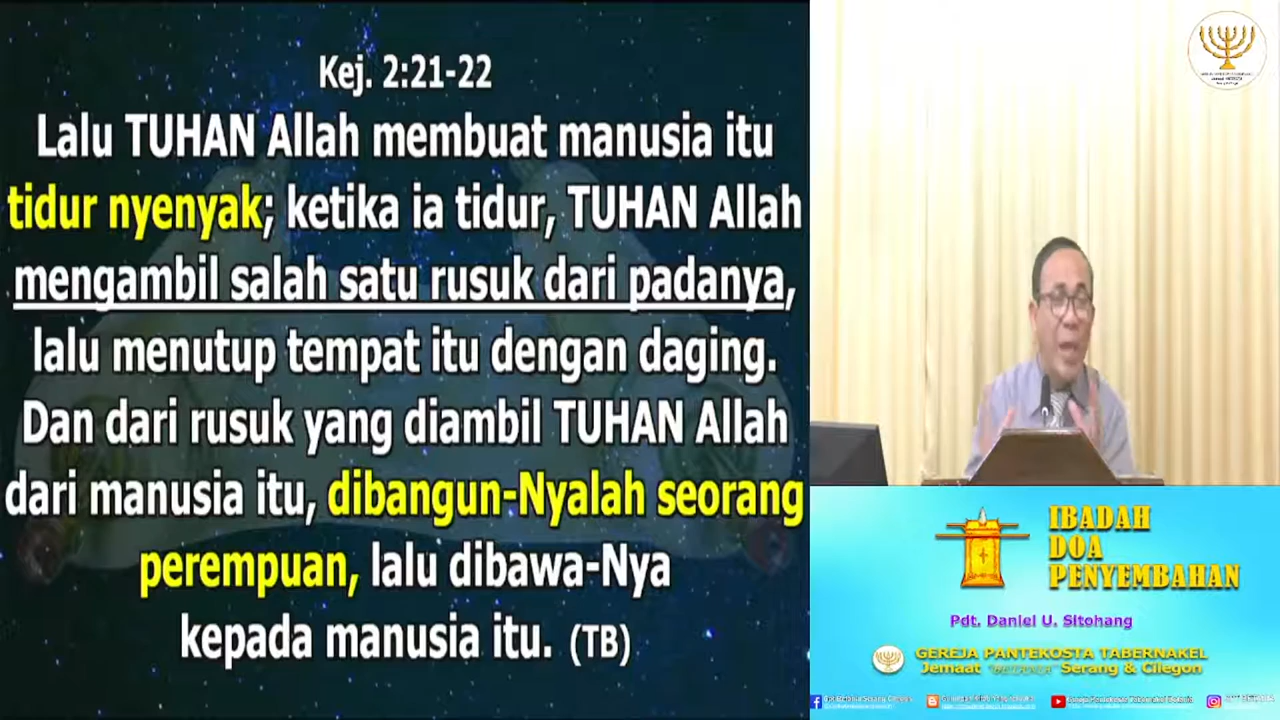 Kej. 2:21-22
Lalu TUHAN Allah membuat manusia itu
tidur nyenyak; ketika ia tidur, TUHAN Allah
mengambil salah satu rusuk dari padanya,
lalu menutup tempat itu dengan daging.
Dan dari rusuk yang diambil TUHAN Allah
dari manusia itu, dibangun-Nyalah seorang
perempuan, lalu dibawa-Nya
kepada manusia itu. (TB)
IBADAH
DOA
PENYEMBAHAN
Pdt. Daniel U. Sitohang
GEREJA PANTEKOSTA TABERNAKEL
Jemaat "BETHANIA" Serang & Cilegon